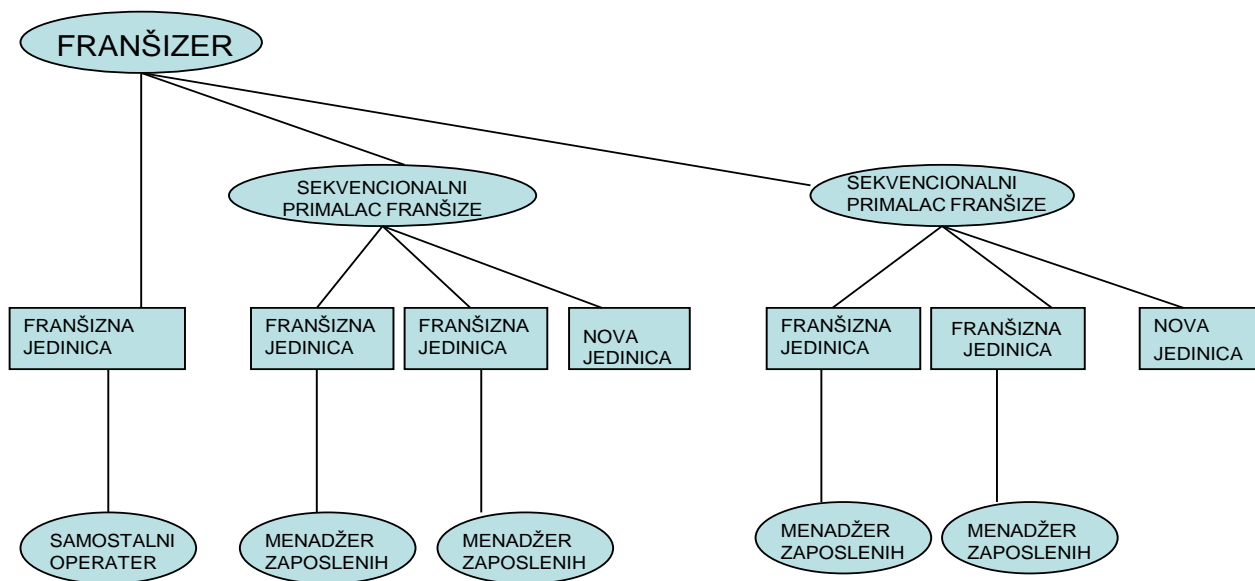 FRANŠIZER
SEKVENCIONALNI
PRIMALAC FRANŠIZE
SEKVENCIONALNI
PRIMALAC FRANŠIZE
FRANŠIZNA
JEDINICA
FRANŠIZNA
JEDINICA
FRANŠIZNA
JEDINICA
NOVA
JEDINICA
FRANŠIZNA
JEDINICA
FRANŠIZNA
JEDINICA
NOVA
JEDINICA
SAMOSTALNI
OPERATER
MENADŽER
ZAPOSLENIH
MENADŽER
ZAPOSLENIH
MENADŽER
ZAPOSLENIH
MENADŽER
ZAPOSLENIH